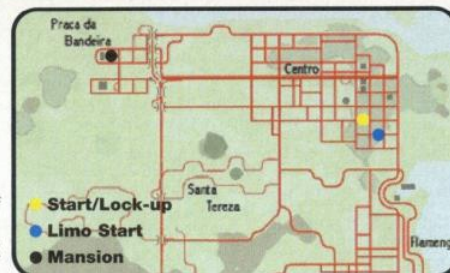 Praca da
Bandeira
Centro
Santa
Tereza
Flameng
Start/Lock-up
Limo Start
Mansion